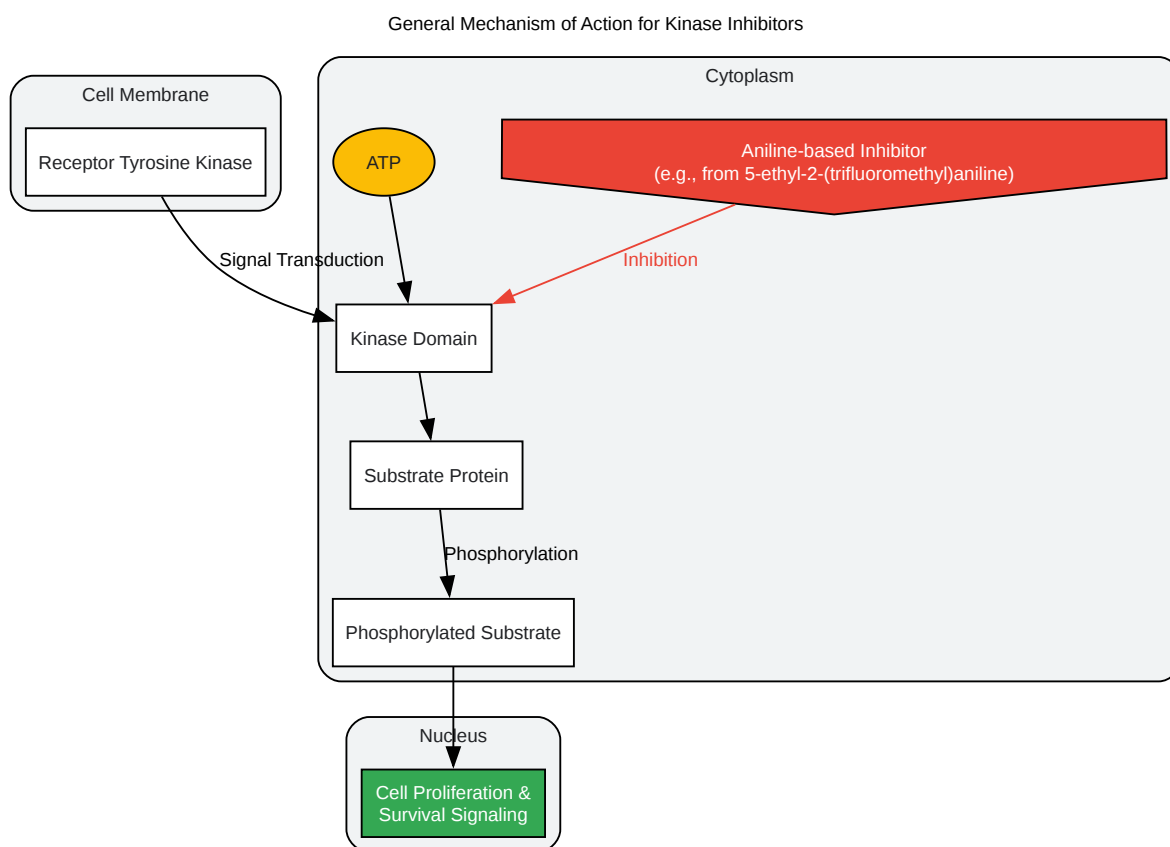 General Mechanism of Action for Kinase Inhibitors
Cell Membrane
Receptor Tyrosine Kinase
Cytoplasm
ATP
Aniline-based Inhibitor
(e.g., from 5-ethyl-2-(trifluoromethyl)aniline)
Signal Transduction
Inhibition
Kinase Domain
Substrate Protein
Phosphorylation
Phosphorylated Substrate
Nucleus
Cell Proliferation &
Survival Signaling